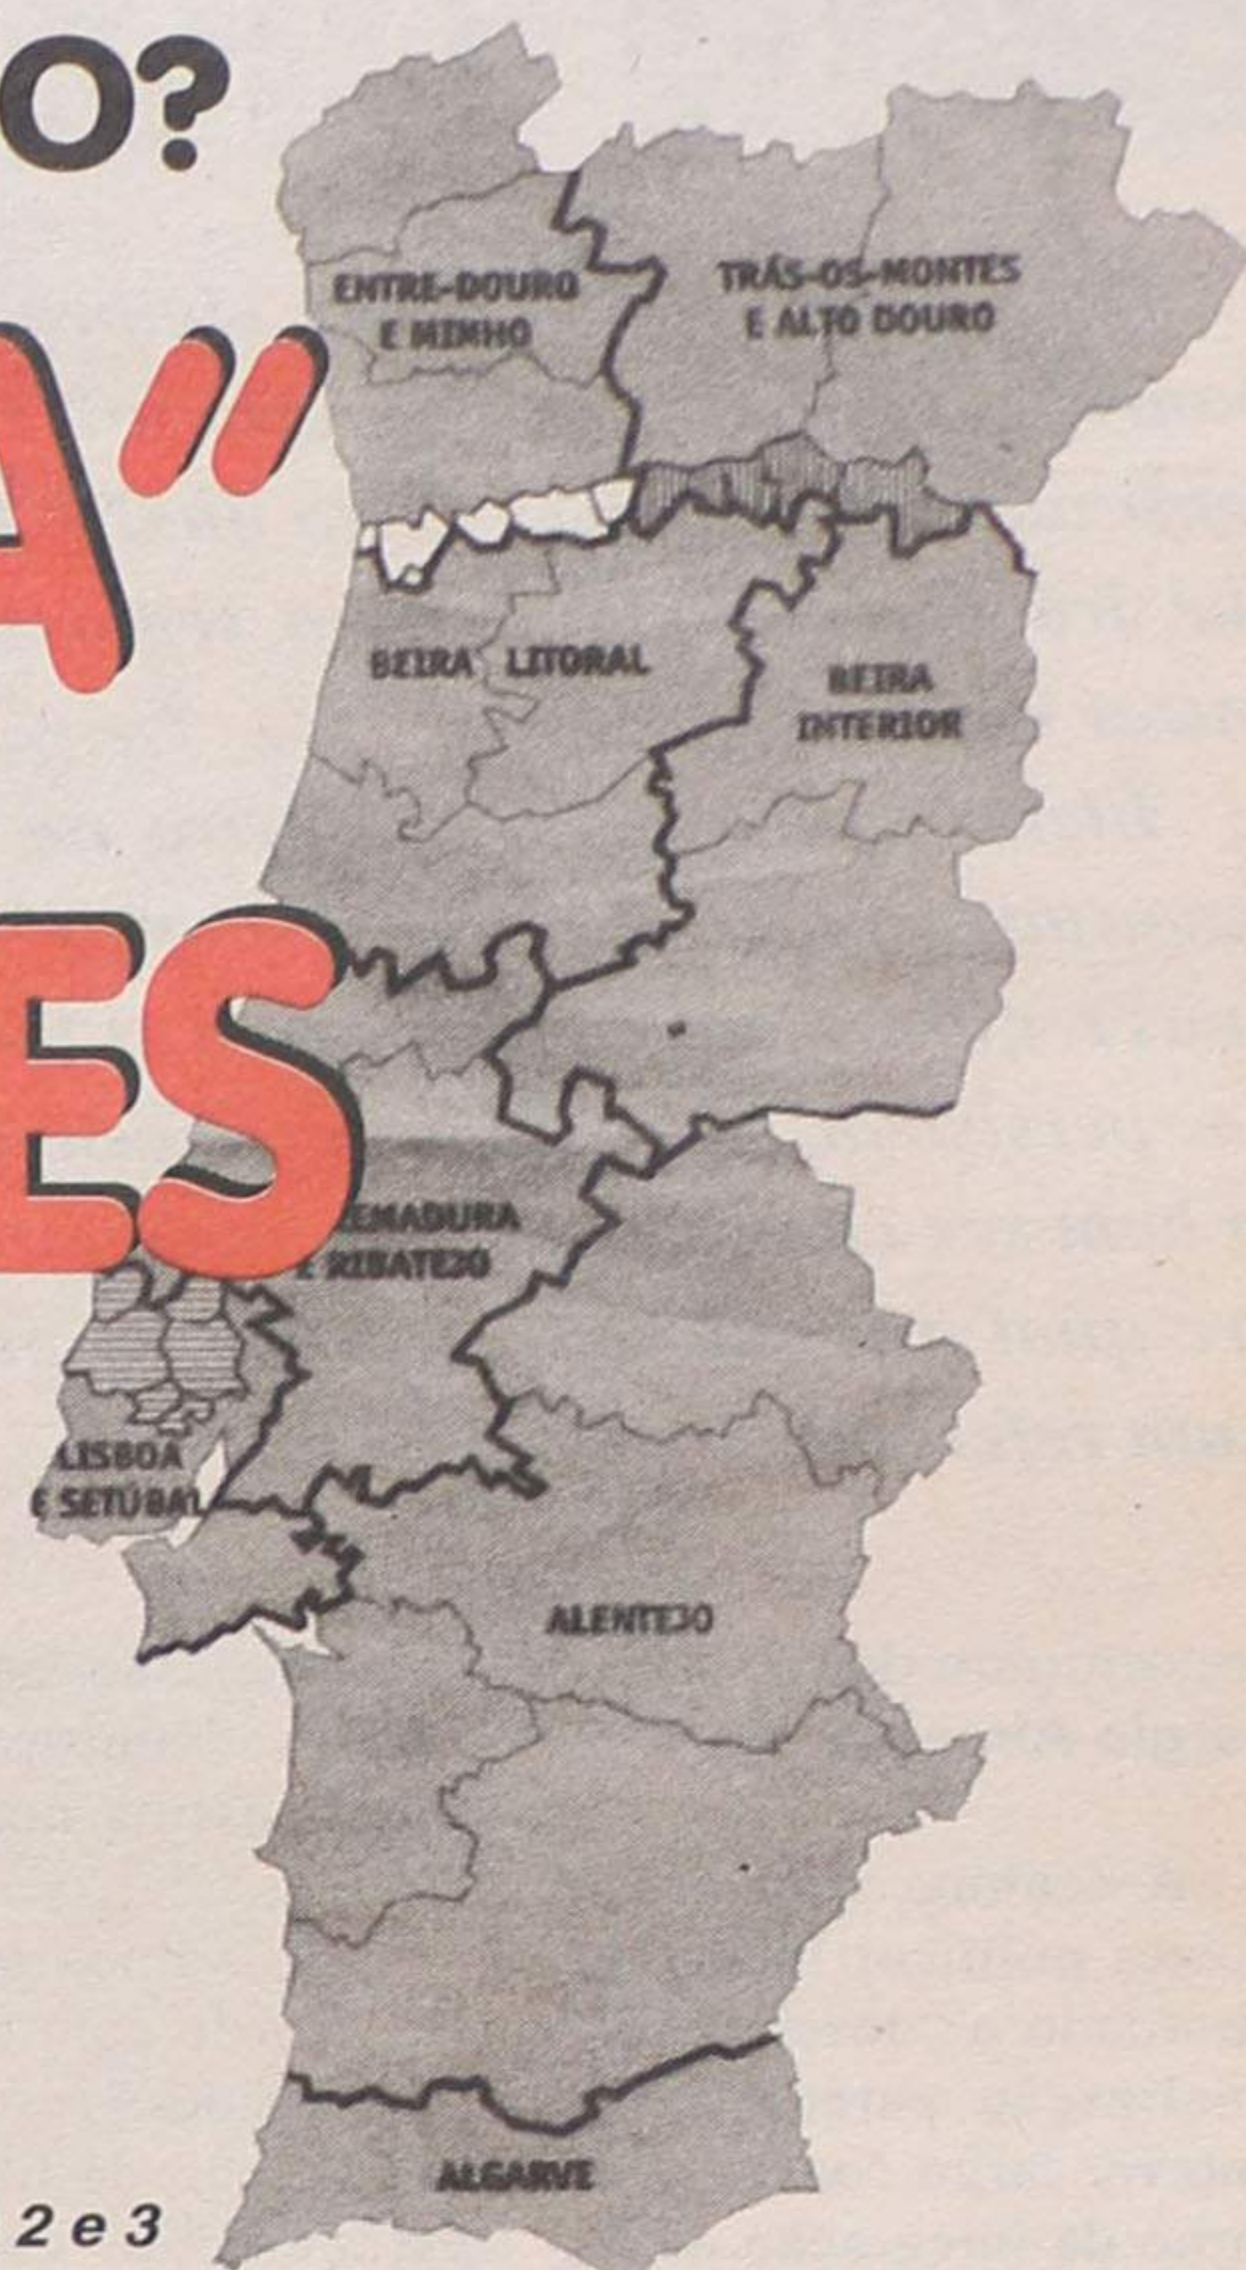 O?
ENTRE-DOURO
E MINHO
TRÁS-OS-MONTES
E ALTO DOURO
A"
BEIRA LITORAL
BEIRA
INTERIOR
ES
EMADURA
E RIBATEJO
LISBOA
E SETÚBAL
ALENTEJO
ALGARVE
2 e 3